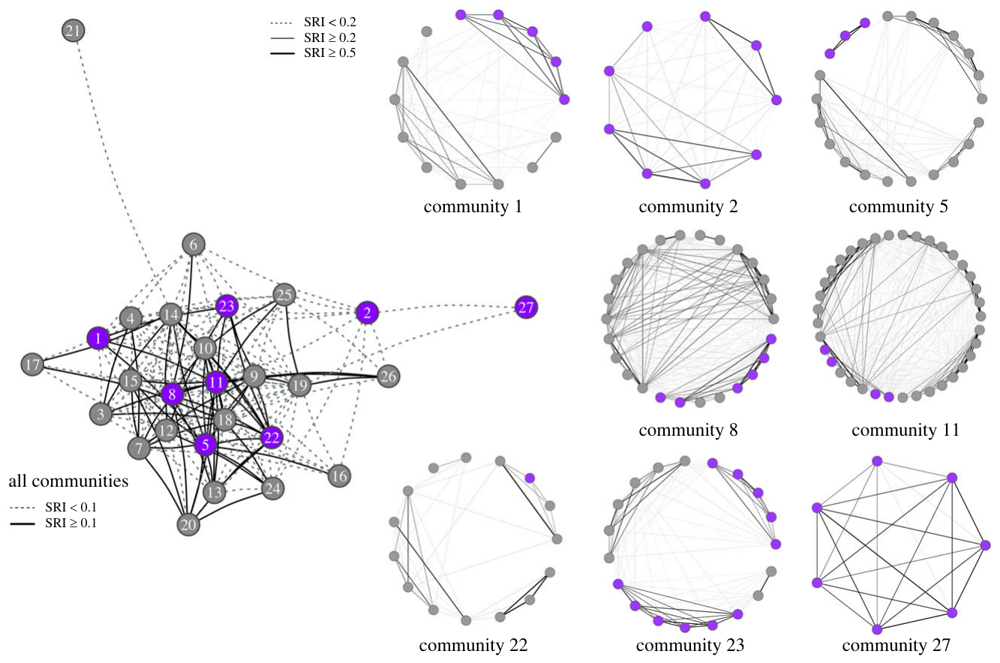 21
SRI < 0.2
SRI ≥ 0.2
SRI ≥ 0.5
community 1
community 2
community 5
6
25
23
2
27
4
14
1
10
17
9
26
15
11
19
8
3
18
12
22
7
5
16
13
24
20
all communities
SRI < 0.1
SRI ≥ 0.1
community 8
community 11
community 22
community 23
community 27